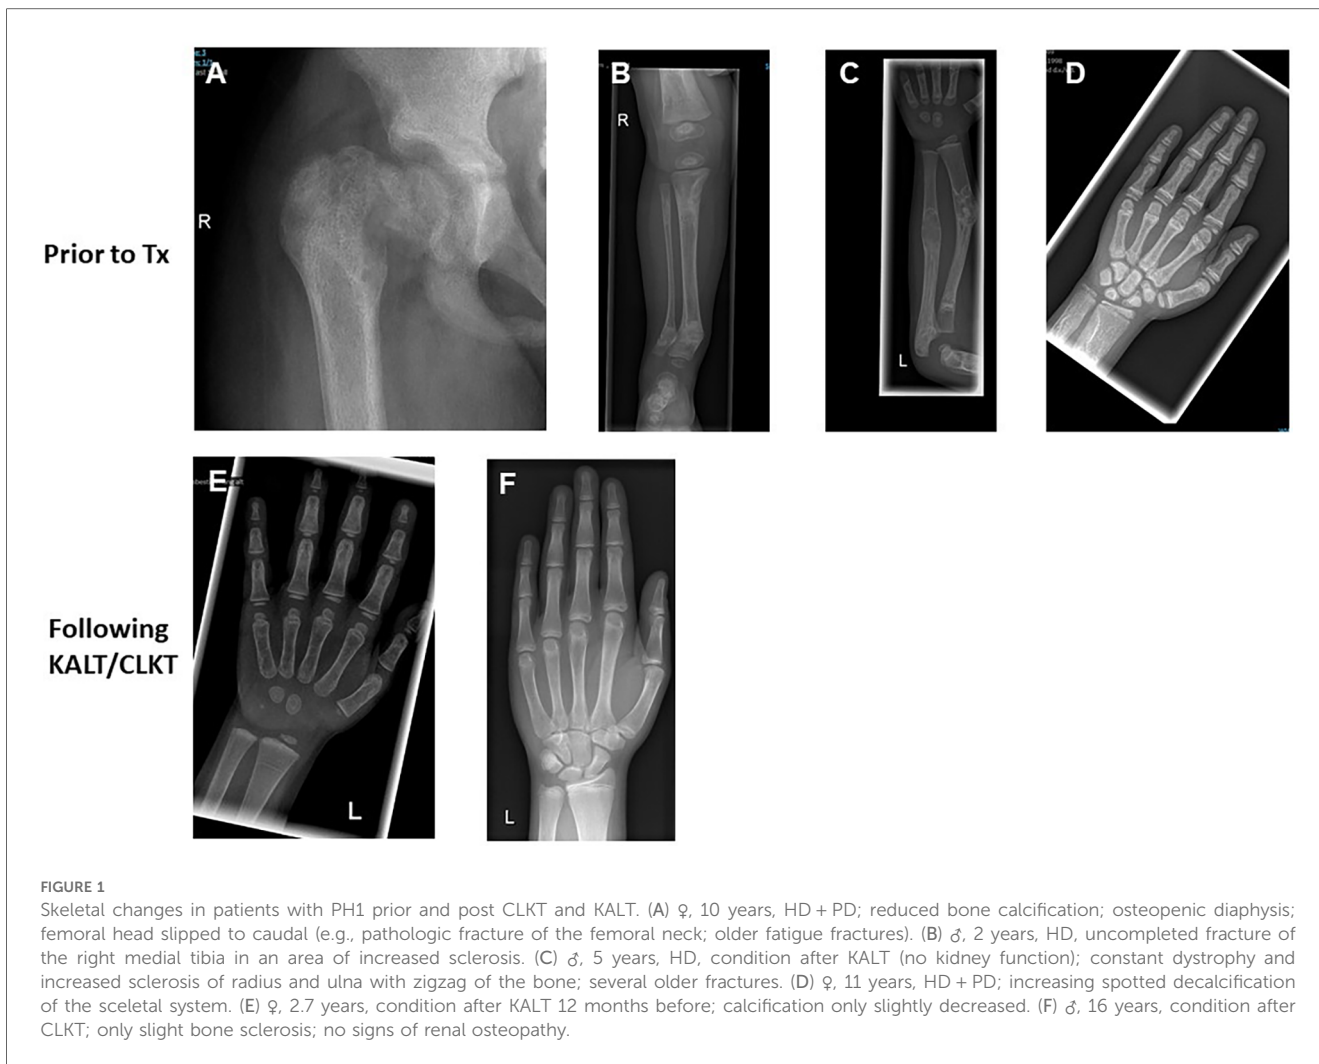 A
B
C
D
R
R
L
1998
Prior to Tx
E
F
L
L
Following
KALT/CLKT
FIGURE 1
Skeletal changes in patients with PH1 prior and post CLKT and KALT. (A) ♀, 10 years, HD + PD; reduced bone calcification; osteopenic diaphysis;
femoral head slipped to caudal (e.g., pathologic fracture of the femoral neck; older fatigue fractures). (B) ♂, 2 years, HD, uncompleted fracture of
the right medial tibia in an area of increased sclerosis. (C) ♂, 5 years, HD, condition after KALT (no kidney function); constant dystrophy and
increased sclerosis of radius and ulna with zigzag of the bone; several older fractures. (D) ♀, 11 years, HD + PD; increasing spotted decalcification
of the sceletal system. (E) ♀, 2.7 years, condition after KALT 12 months before; calcification only slightly decreased. (F) ♂, 16 years, condition after
CLKT; only slight bone sclerosis; no signs of renal osteopathy.